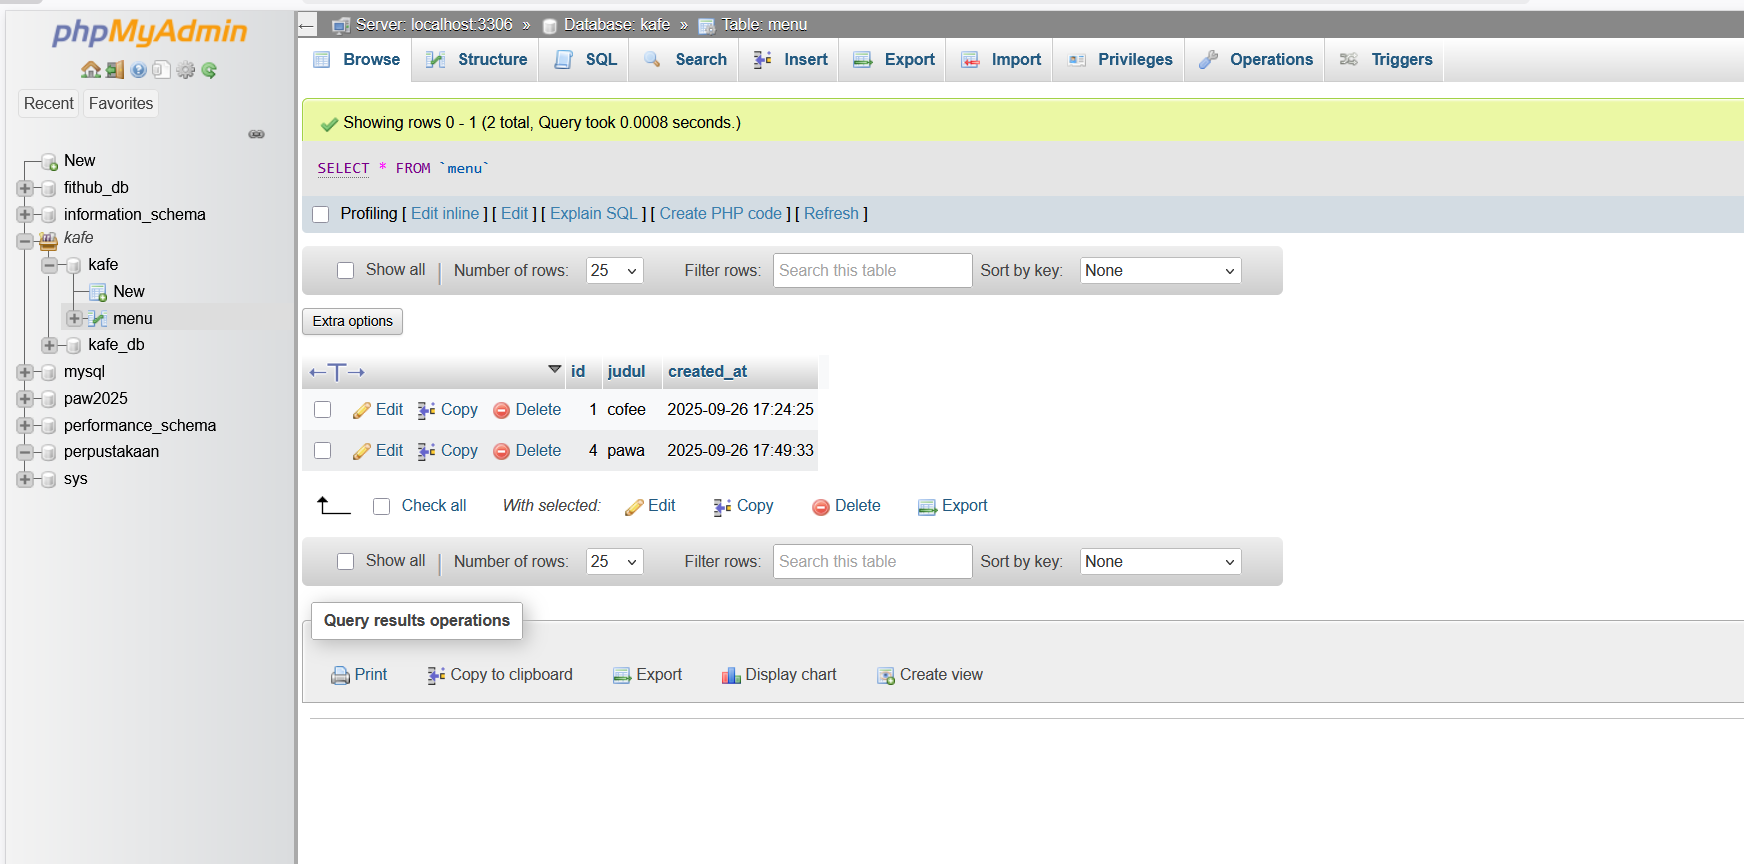 phpMyAdmin
Recent Favorites
New
fithub_db
information_schema
kafe
kafe
New
menu
kafe_db
mysql
paw2025
performance_schema
perpustakaan
sys
Server: localhost:3306 » Database: kafe » Table: menu
Browse Structure SQL Search Insert Export Import Privileges Operations Triggers
Showing rows 0 - 1 (2 total, Query took 0.0008 seconds.)
SELECT * FROM `menu`
Profiling [ Edit inline ] [ Edit ] [ Explain SQL ] [ Create PHP code ] [ Refresh ]
Show all | Number of rows: 25 Filter rows: Search this table Sort by key: None
Extra options
←T→ id judul created_at
Edit Copy Delete 1 cofee 2025-09-26 17:24:25
Edit Copy Delete 4 pawa 2025-09-26 17:49:33
Check all With selected: Edit Copy Delete Export
Show all | Number of rows: 25 Filter rows: Search this table Sort by key: None
Query results operations
Print Copy to clipboard Export Display chart Create view